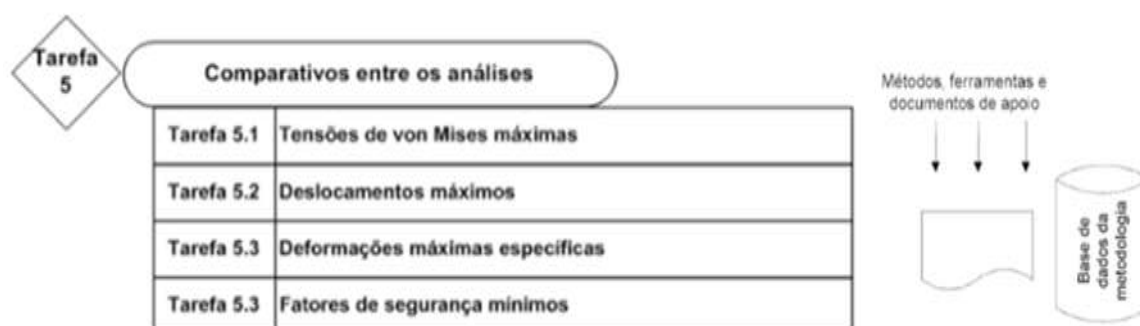 Tarefa
5
Comparativos entre os análises
Tarefa 5.1 Tensões de von Mises máximas
Tarefa 5.2 Deslocamentos máximos
Tarefa 5.3 Deformações máximas específicas
Tarefa 5.3 Fatores de segurança mínimos
Métodos, ferramentas e
documentos de apoio
Base de
dados da
metodologia